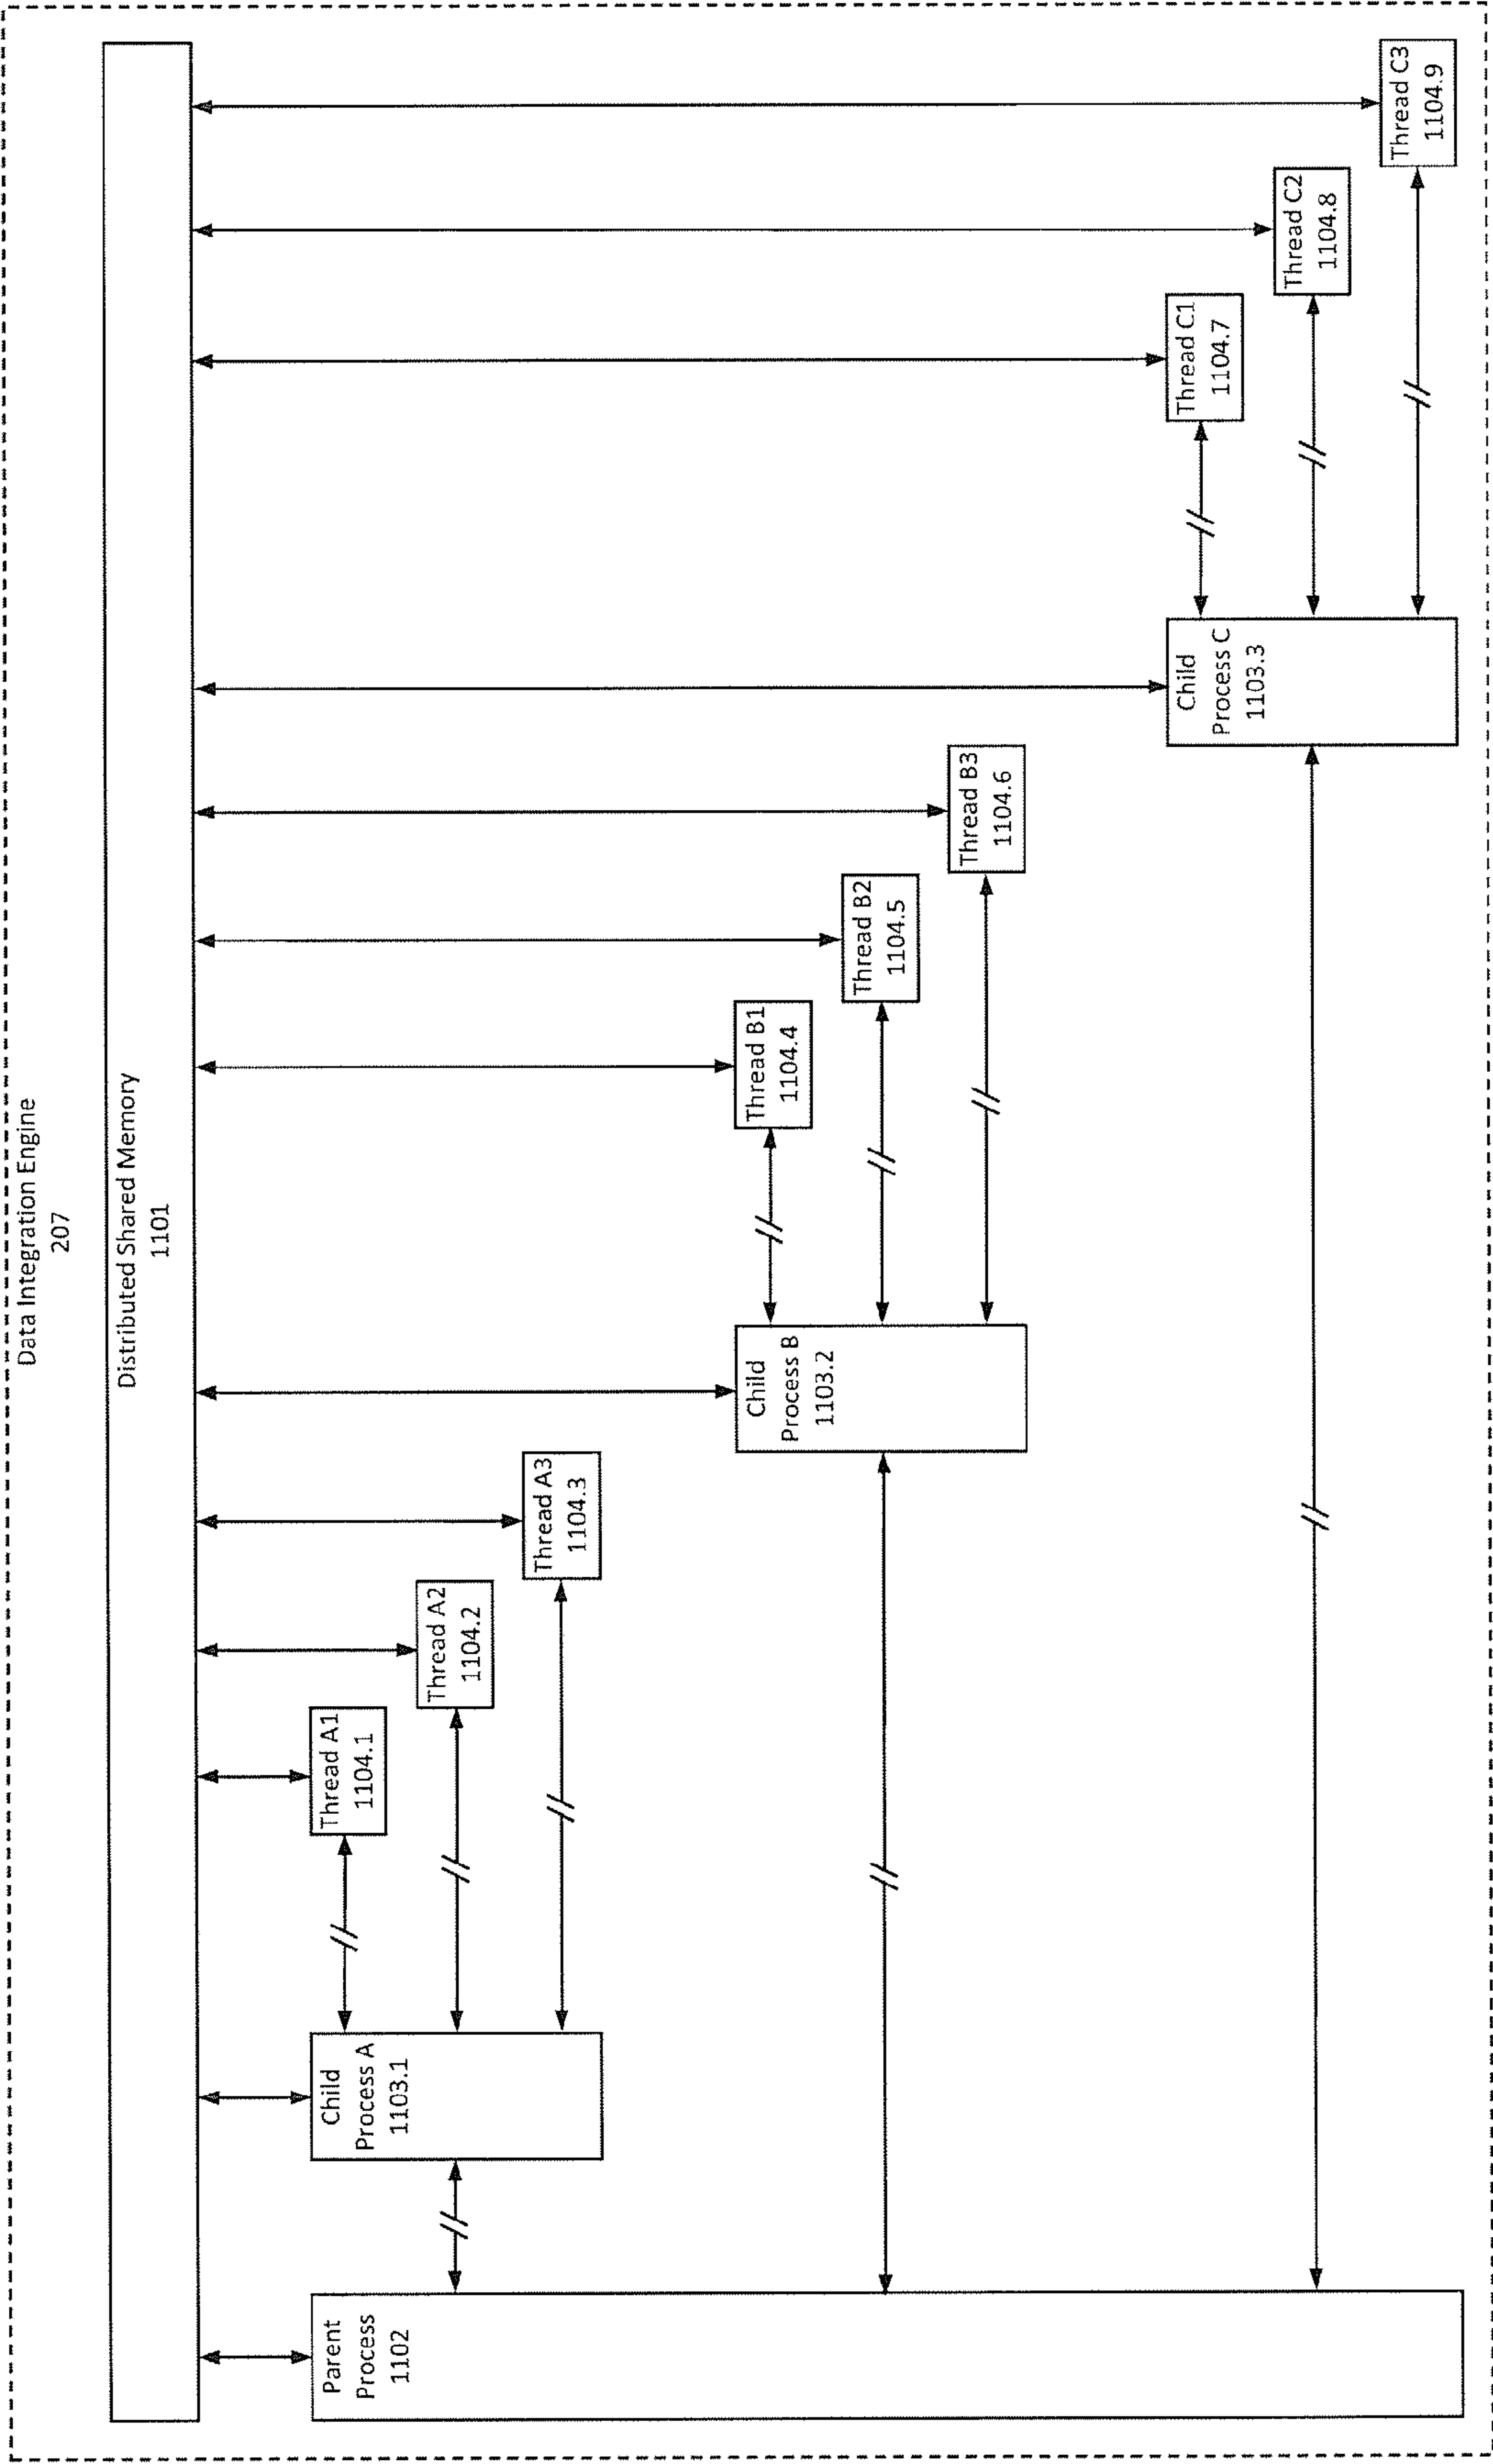 Data Integration Engine
207
Distributed Shared Memory
1101
Parent
Process
1102
Child
Process A
1103.1
Thread A1
1104.1
Thread A2
1104.2
Thread A3
1104.3
Child
Process B
1103.2
Thread B1
1104.4
Thread B2
1104.5
Thread B3
1104.6
Child
Process C
1103.3
Thread C1
1104.7
Thread C2
1104.8
Thread C3
1104.9